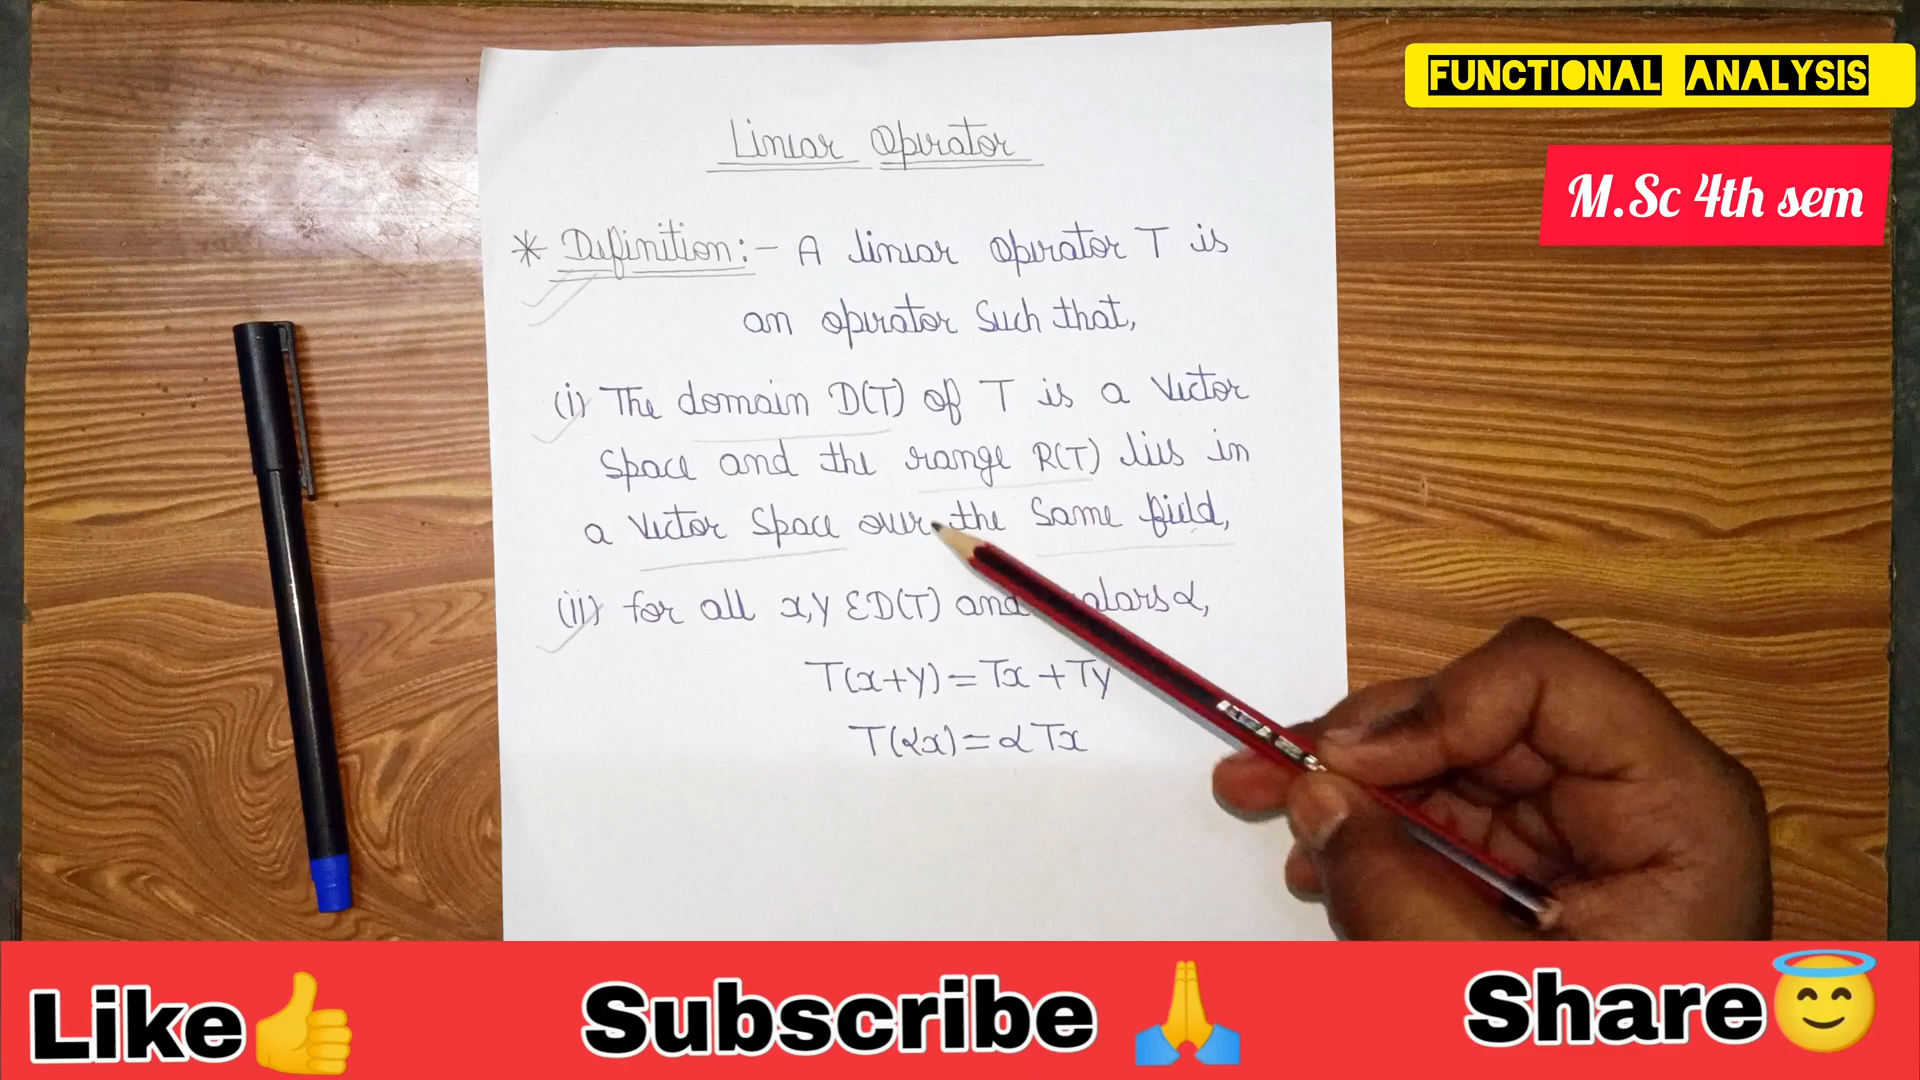 FUNCTIONAL ANALYSIS
M.Sc 4th sem
Linear Operator
* Definition:- A linear operator T is
an operator Such that,
(i) The domain D(T) of T is a Vector
Space and the range R(T) lies in
a Vector Space over the Same field,
(ii) for all x,y ɛD(T) and scalars α,
T(x+y)=Tx+Ty
T(αx)=αTx
Like👍 Subscribe🙏 Share😇